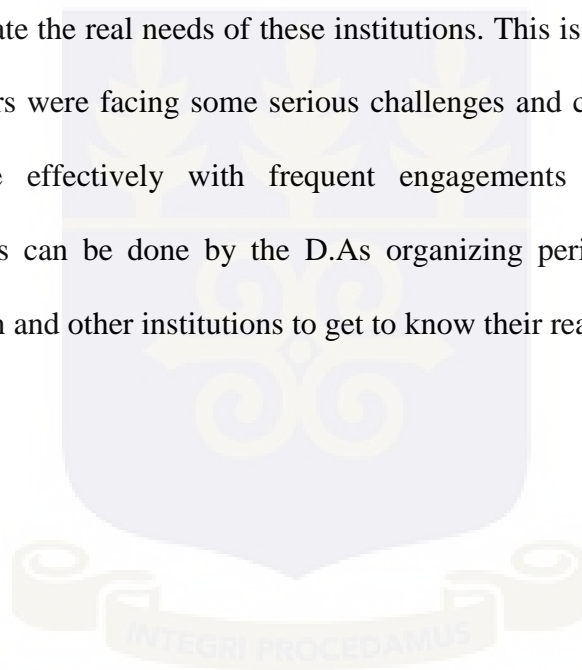 ate the real needs of these institutions. This is
rs were facing some serious challenges and c
e effectively with frequent engagements
s can be done by the D.As organizing peri
n and other institutions to get to know their rea
INTEGRI PROCEDAMUS